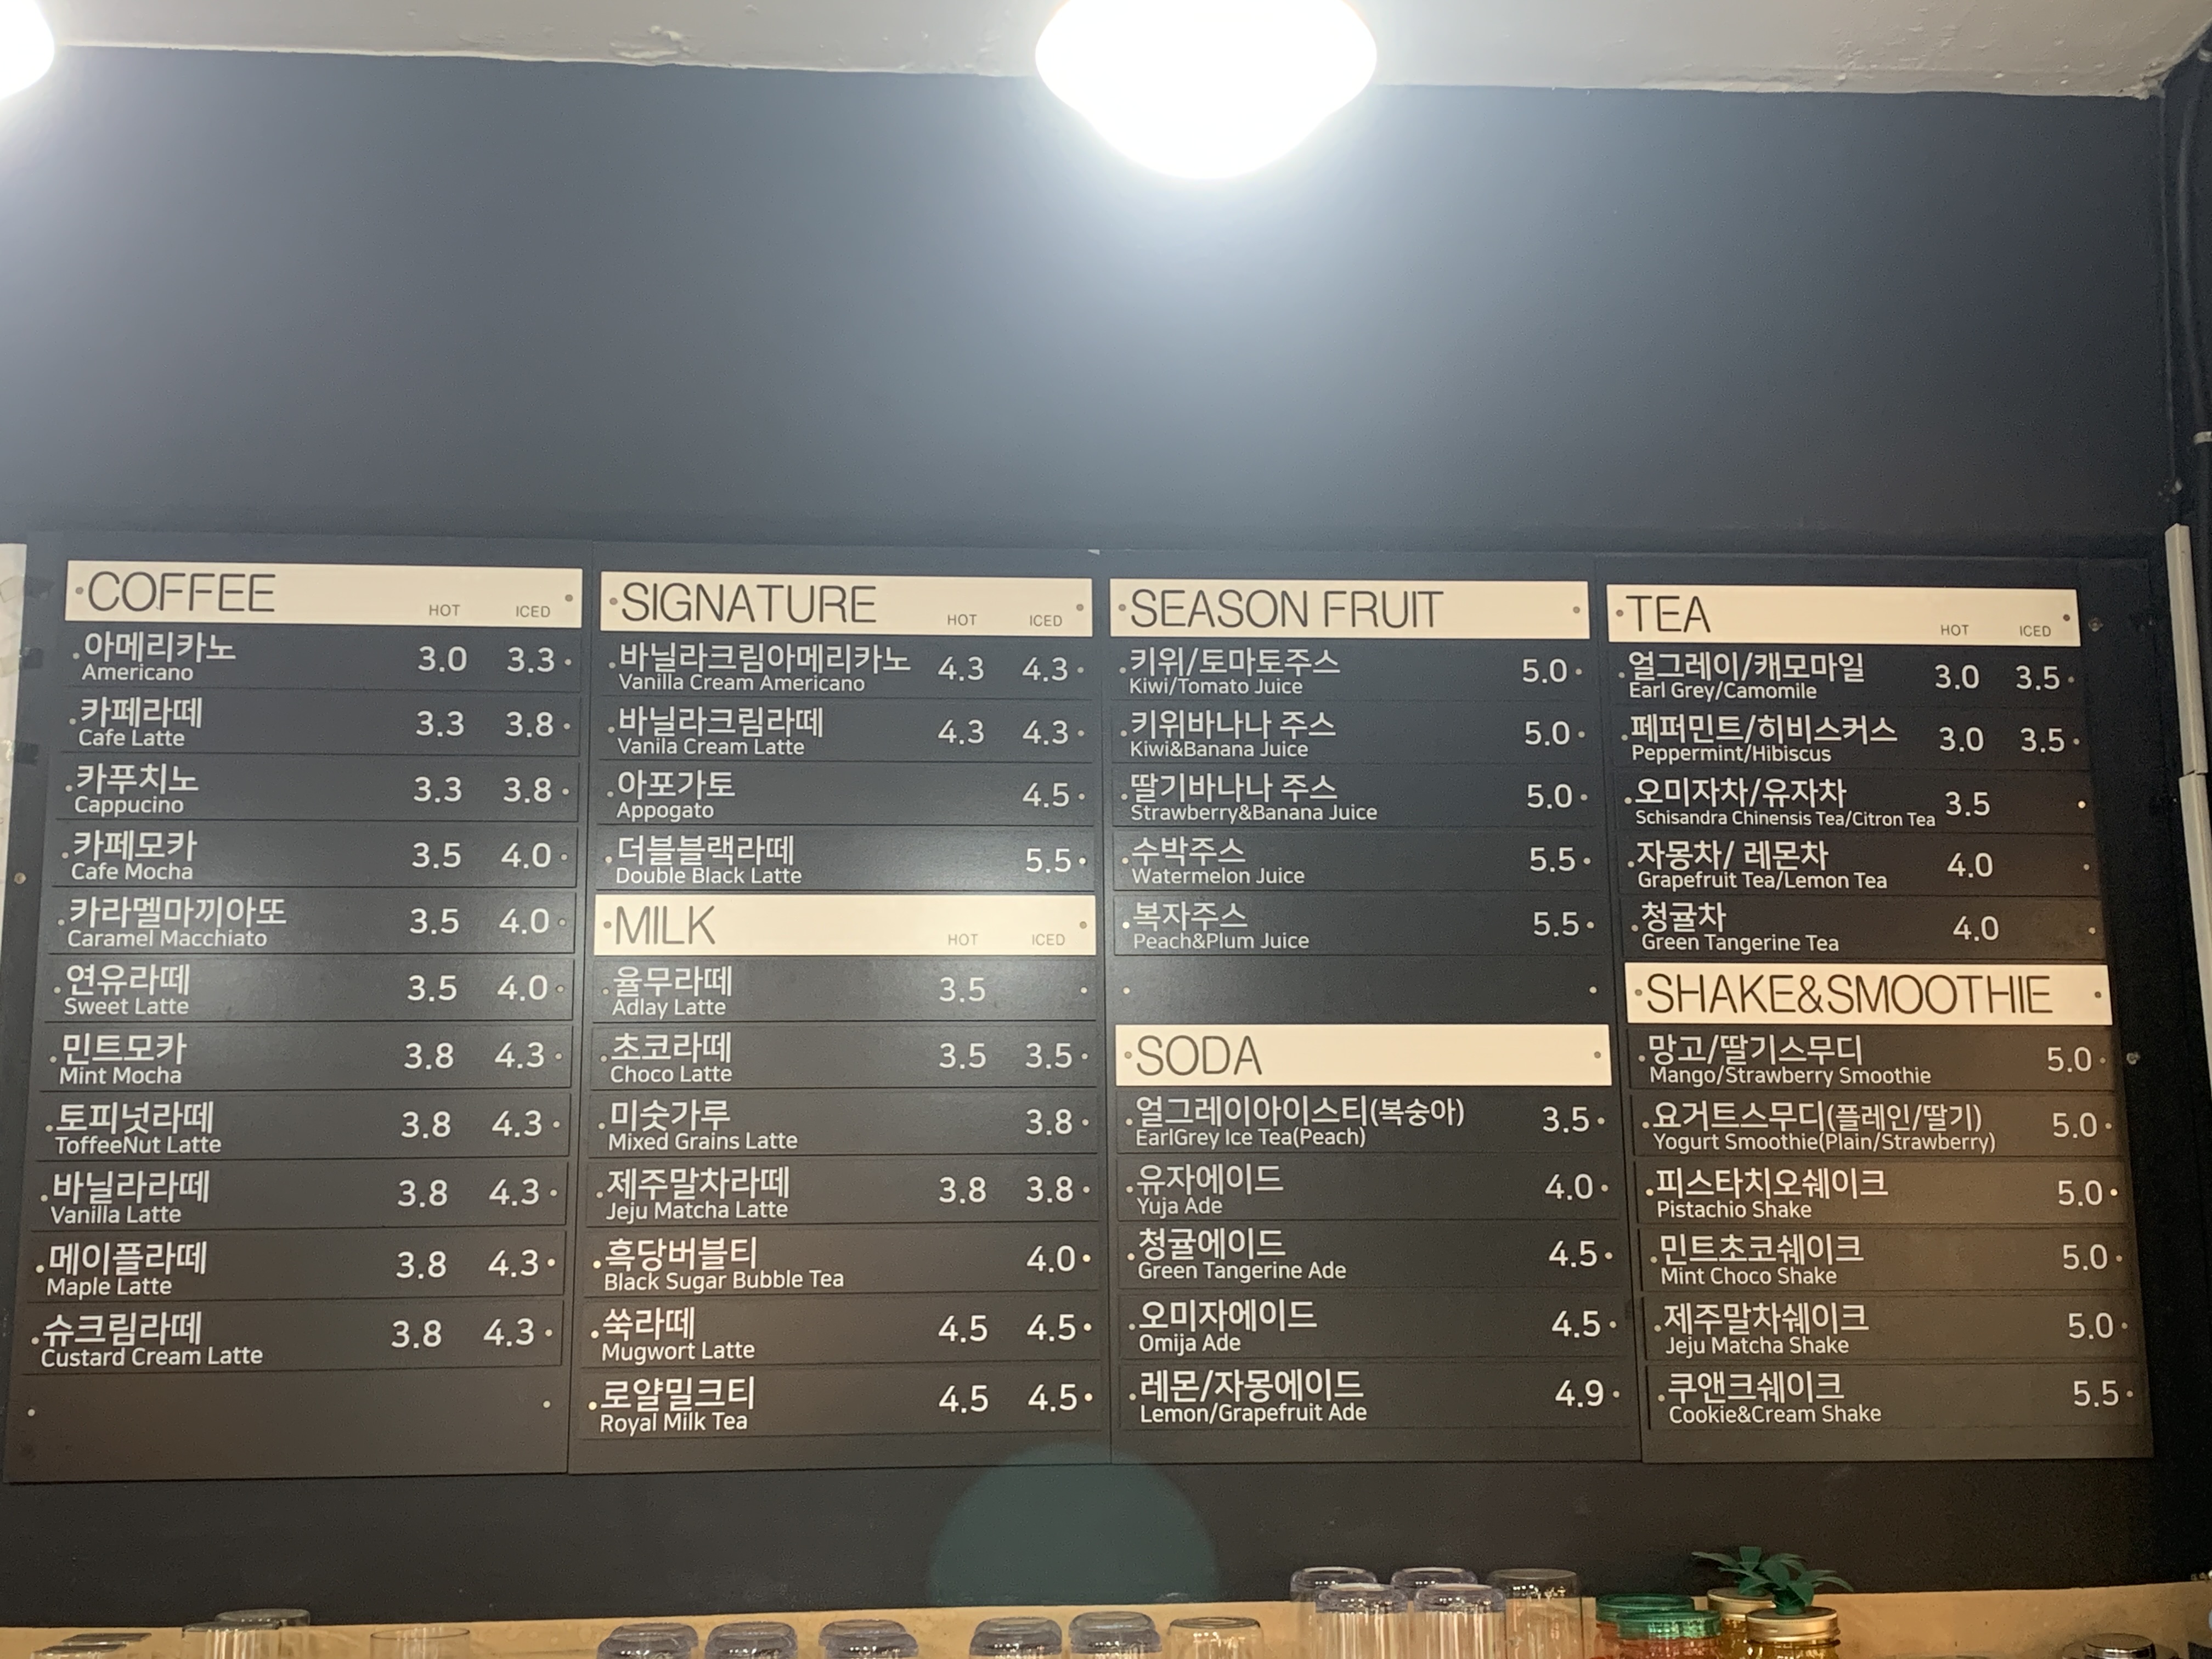 COFFEE HOT ICED
아메리카노 3.0 3.3
Americano
카페라떼 3.3 3.8
Cafe Latte
카푸치노 3.3 3.8
Cappucino
카페모카 3.5 4.0
Cafe Mocha
카라멜마끼아또 3.5 4.0
Caramel Macchiato
연유라떼 3.5 4.0
Sweet Latte
민트모카 3.8 4.3
Mint Mocha
토피넛라떼 3.8 4.3
ToffeeNut Latte
바닐라라떼 3.8 4.3
Vanilla Latte
메이플라떼 3.8 4.3
Maple Latte
슈크림라떼 3.8 4.3
Custard Cream Latte
SIGNATURE HOT ICED
바닐라크림아메리카노 4.3 4.3
Vanilla Cream Americano
바닐라크림라떼 4.3 4.3
Vanila Cream Latte
아포가토 4.5
Appogato
더블블랙라떼 5.5
Double Black Latte
MILK HOT ICED
율무라떼 3.5
Adlay Latte
초코라떼 3.5 3.5
Choco Latte
미숫가루 3.8
Mixed Grains Latte
제주말차라떼 3.8 3.8
Jeju Matcha Latte
흑당버블티 4.0
Black Sugar Bubble Tea
쑥라떼 4.5 4.5
Mugwort Latte
로얄밀크티 4.5 4.5
Royal Milk Tea
SEASON FRUIT
키위/토마토주스 5.0
Kiwi/Tomato Juice
키위바나나 주스 5.0
Kiwi&Banana Juice
딸기바나나 주스 5.0
Strawberry&Banana Juice
수박주스 5.5
Watermelon Juice
복자주스 5.5
Peach&Plum Juice
SODA
얼그레이아이스티(복숭아) 3.5
EarlGrey Ice Tea(Peach)
유자에이드 4.0
Yuja Ade
청귤에이드 4.5
Green Tangerine Ade
오미자에이드 4.5
Omija Ade
레몬/자몽에이드 4.9
Lemon/Grapefruit Ade
TEA HOT ICED
얼그레이/캐모마일 3.0 3.5
Earl Grey/Camomile
페퍼민트/히비스커스 3.0 3.5
Peppermint/Hibiscus
오미자차/유자차 3.5
Schisandra Chinensis Tea/Citron Tea
자몽차/ 레몬차 4.0
Grapefruit Tea/Lemon Tea
청귤차 4.0
Green Tangerine Tea
SHAKE&SMOOTHIE
망고/딸기스무디 5.0
Mango/Strawberry Smoothie
요거트스무디(플레인/딸기) 5.0
Yogurt Smoothie(Plain/Strawberry)
피스타치오쉐이크 5.0
Pistachio Shake
민트초코쉐이크 5.0
Mint Choco Shake
제주말차쉐이크 5.0
Jeju Matcha Shake
쿠앤크쉐이크 5.5
Cookie&Cream Shake